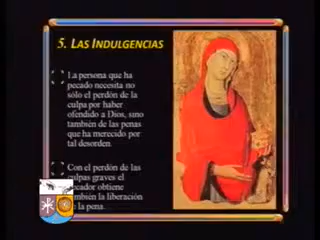 5. LAS INDULGENCIAS
La persona que ha
pecado necesita no
sólo el perdón de la
culpa por haber
ofendido a Dios, sino
también de las penas
que ha merecido por
tal desorden.
Con el perdón de las
culpas graves el
pecador obtiene
también la liberación
de la pena.